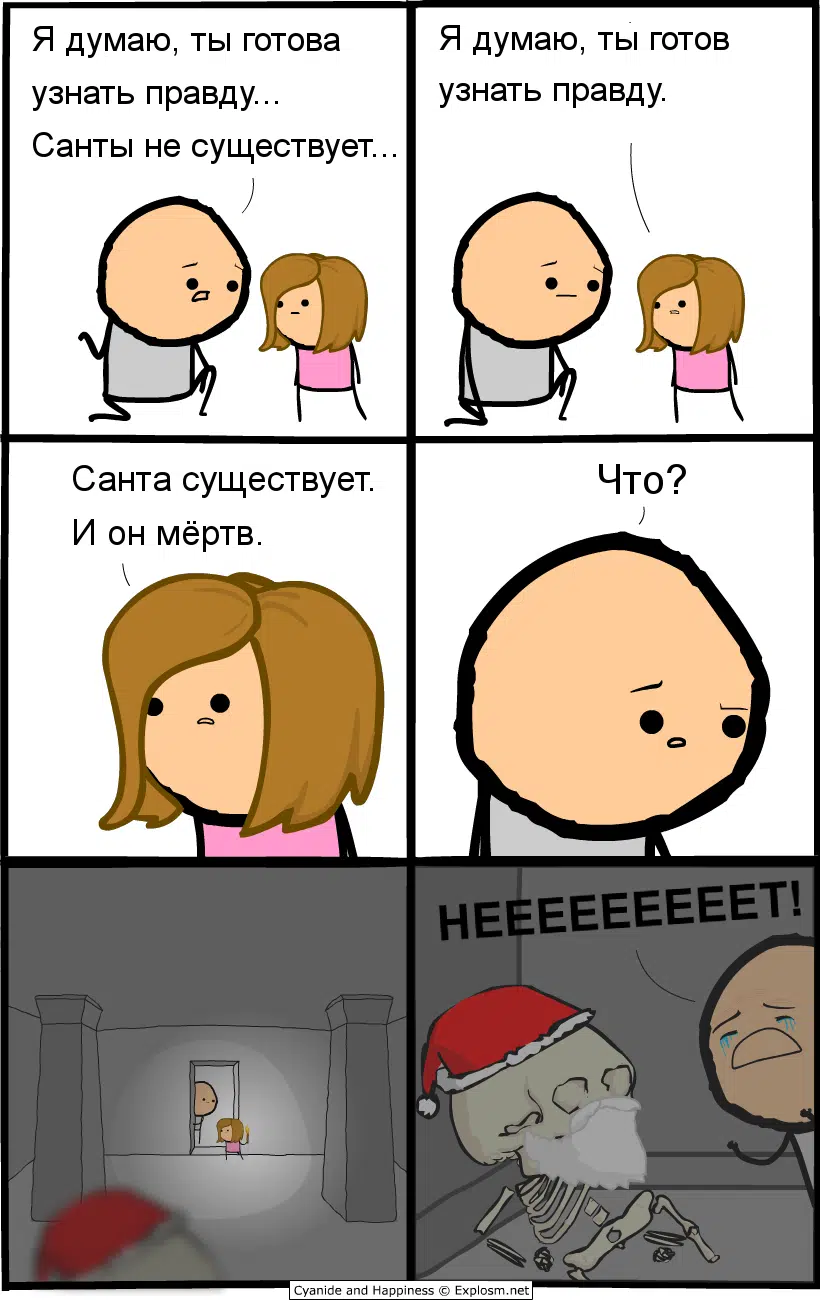 Я думаю, ты готова
узнать правду...
Санты не существует...
Я думаю, ты готов
узнать правду.
Санта существует.
И он мёртв.
Что?
НЕЕЕЕЕЕЕЕЕТ!
Cyanide and Happiness © Explosm.net